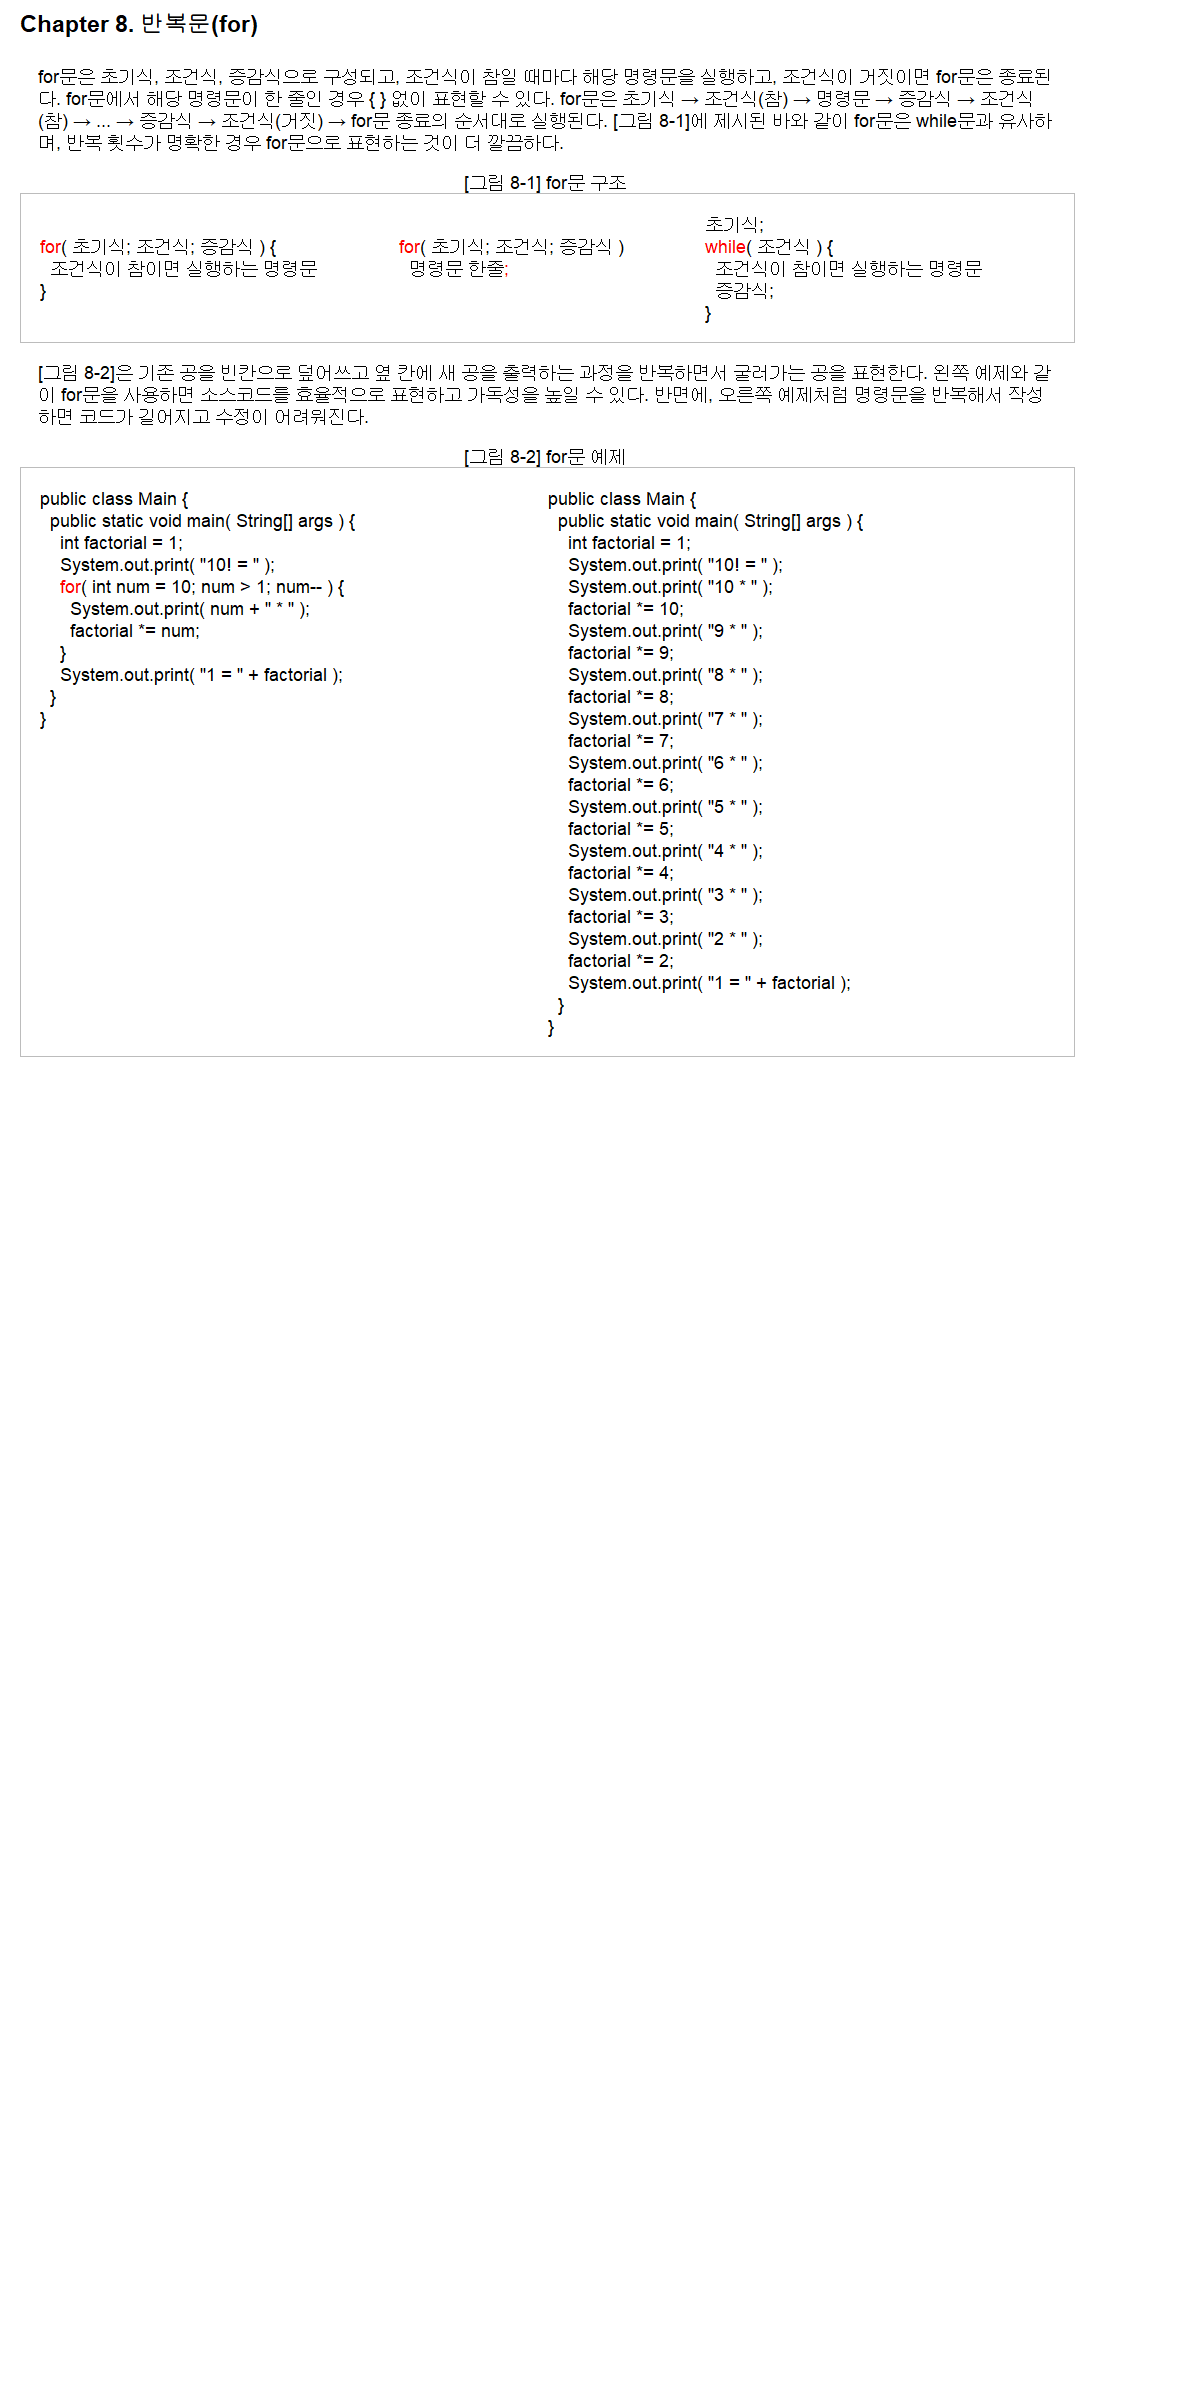 Chapter 8. 반복문(for)
for문은 초기식, 조건식, 증감식으로 구성되고, 조건식이 참일 때마다 해당 명령문을 실행하고, 조건식이 거짓이면 for문은 종료된
다. for문에서 해당 명령문이 한 줄인 경우 { } 없이 표현할 수 있다. for문은 초기식 → 조건식(참) → 명령문 → 증감식 → 조건식
(참) → ... → 증감식 → 조건식(거짓) → for문 종료의 순서대로 실행된다. [그림 8-1]에 제시된 바와 같이 for문은 while문과 유사하
며, 반복 횟수가 명확한 경우 for문으로 표현하는 것이 더 깔끔하다.
[그림 8-1] for문 구조
for( 초기식; 조건식; 증감식 ) {
조건식이 참이면 실행하는 명령문
}
for( 초기식; 조건식; 증감식 )
명령문 한줄;
초기식;
while( 조건식 ) {
조건식이 참이면 실행하는 명령문
증감식;
}
[그림 8-2]은 기존 공을 빈칸으로 덮어쓰고 옆 칸에 새 공을 출력하는 과정을 반복하면서 굴러가는 공을 표현한다. 왼쪽 예제와 같
이 for문을 사용하면 소스코드를 효율적으로 표현하고 가독성을 높일 수 있다. 반면에, 오른쪽 예제처럼 명령문을 반복해서 작성
하면 코드가 길어지고 수정이 어려워진다.
[그림 8-2] for문 예제
public class Main {
public static void main( String[] args ) {
int factorial = 1;
System.out.print( "10! = " );
for( int num = 10; num > 1; num-- ) {
System.out.print( num + " * " );
factorial *= num;
}
System.out.print( "1 = " + factorial );
}
}
public class Main {
public static void main( String[] args ) {
int factorial = 1;
System.out.print( "10! = " );
System.out.print( "10 * " );
factorial *= 10;
System.out.print( "9 * " );
factorial *= 9;
System.out.print( "8 * " );
factorial *= 8;
System.out.print( "7 * " );
factorial *= 7;
System.out.print( "6 * " );
factorial *= 6;
System.out.print( "5 * " );
factorial *= 5;
System.out.print( "4 * " );
factorial *= 4;
System.out.print( "3 * " );
factorial *= 3;
System.out.print( "2 * " );
factorial *= 2;
System.out.print( "1 = " + factorial );
}
}